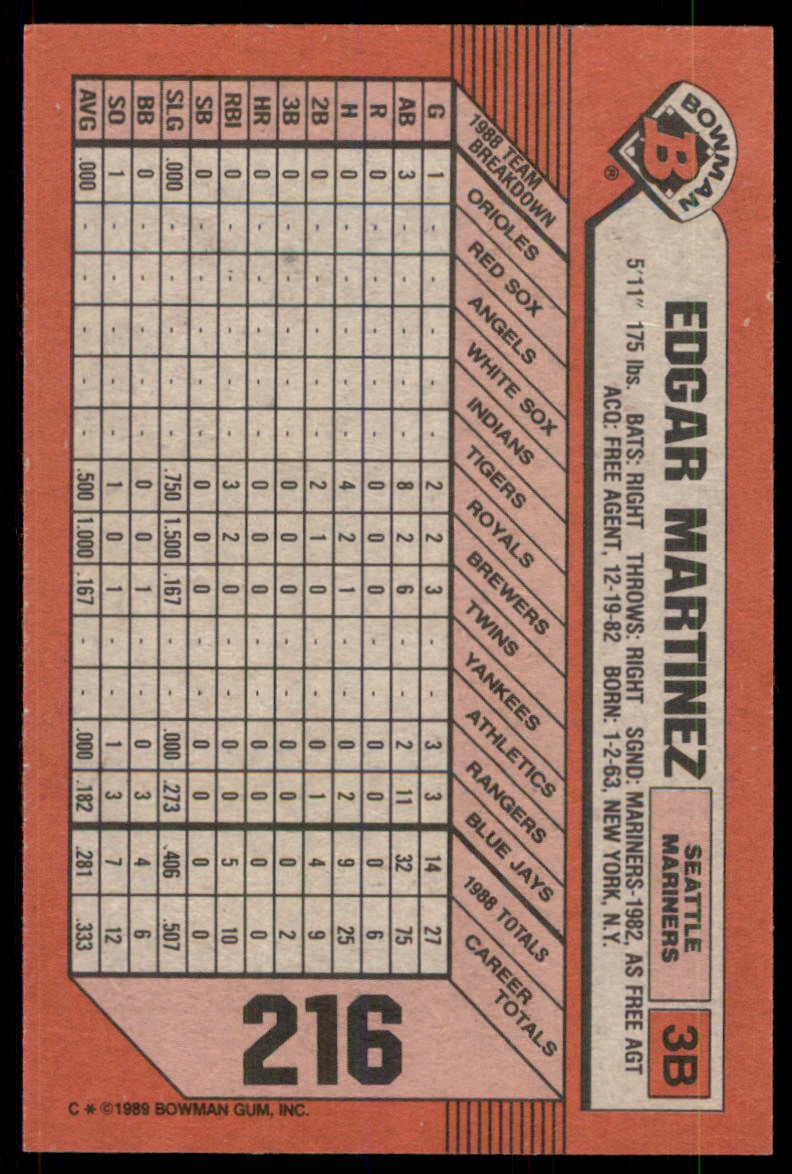 BOWMAN
B
®
EDGAR MARTINEZ
SEATTLE
MARINERS
3B
5'11" 175 lbs. BATS: RIGHT THROWS: RIGHT SGND: MARINERS-1982, AS FREE AGT
ACQ: FREE AGENT, 12-19-82 BORN: 1-2-63, NEW YORK, N.Y.
1988 TEAM
BREAKDOWN
ORIOLES
RED SOX
ANGELS
WHITE SOX
INDIANS
TIGERS
ROYALS
BREWERS
TWINS
YANKEES
ATHLETICS
RANGERS
BLUE JAYS
1988 TOTALS
CAREER
TOTALS
G 1 - - - - - 2 2 3 - - 3 3 14 27
AB 3 - - - - - 8 2 6 - - 2 11 32 75
R 0 - - - - - 0 0 0 - - 0 0 0 6
H 0 - - - - - 4 2 1 - - 0 2 9 25
2B 0 - - - - - 2 1 0 - - 0 1 4 9
3B 0 - - - - - 0 0 0 - - 0 0 0 2
HR 0 - - - - - 0 0 0 - - 0 0 0 0
RBI 0 - - - - - 3 2 0 - - 0 0 5 10
SB 0 - - - - - 0 0 0 - - 0 0 0 0
SLG .000 - - - - - .750 1.500 .167 - - .000 .273 .406 .507
BB 0 - - - - - 0 0 1 - - 0 3 4 6
SO 1 - - - - - 1 0 1 - - 1 3 7 12
AVG .000 - - - - - .500 1.000 .167 - - .000 .182 .281 .333
216
C * ©1989 BOWMAN GUM, INC.